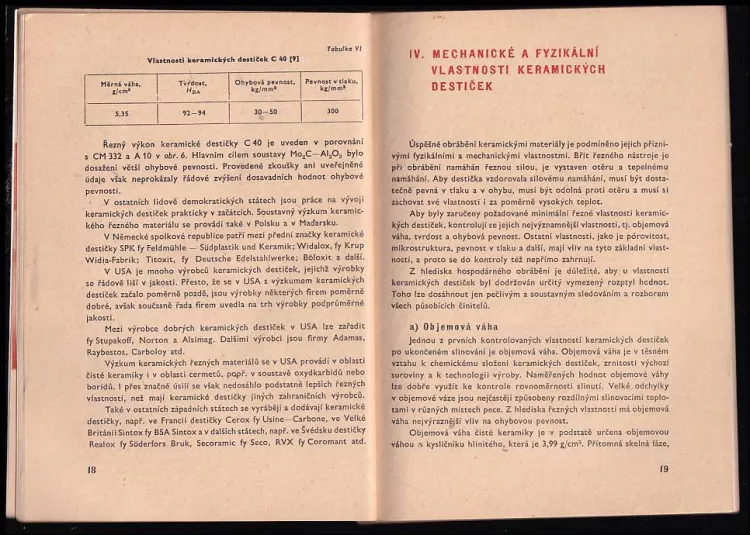 Tabulka VI
Vlastnosti keramických destiček C 40 [9]
Měrná váha, g/cm³ Tvrdost, HRA Ohybová pevnost, kg/mm² Pevnost v tlaku, kg/mm²
5,35 92—94 30—50 300
Řezný výkon keramické destičky C 40 je uveden v porovnání
s CM 332 a A 10 v obr. 6. Hlavním cílem soustavy Mo₂C—Al₂O₃ bylo
dosažení větší ohybové pevnosti. Provedené zkoušky ani uveřejněné
údaje však neprokázaly řádové zvýšení dosavadních hodnot ohybové
pevnosti.
V ostatních lidově demokratických státech jsou práce na vývoji
keramických destiček prakticky v začátcích. Soustavný výzkum keramic-
kého řezného materiálu se provádí také v Polsku a v Maďarsku.
V Německé spolkové republice patří mezi přední značky keramické
destičky SPK fy Feldmühle — Südplastik und Keramik; Widalox, fy Krup
Widia-Fabrik; Titoxit, fy Deutsche Edelstahlwerke; Böloxit a další.
V USA je mnoho výrobců keramických destiček, jejichž výrobky
se řádově liší v jakosti. Přesto, že se v USA s výzkumem keramických
destiček začalo poměrně pozdě, jsou výrobky některých firem poměrně
dobré, avšak současně řada firem uvedla na trh výrobky podprůměrné
jakosti.
Mezi výrobce dobrých keramických destiček v USA lze zařadit
fy Stupakoff, Norton a Alsimag. Dalšími výrobci jsou firmy Adamas,
Raybestos, Carboloy atd.
Výzkum keramických řezných materiálů se v USA provádí v oblasti
čisté keramiky i v oblasti cermetů, popř. v soustavě oxydkarbidů nebo
boridů. I přes značné úsilí se však nedosáhlo podstatně lepších řezných
vlastností, než mají keramické destičky jiných zahraničních výrobců.
Také v ostatních západních státech se vyrábějí a dodávají keramické
destičky, např. ve Francii destičky Cerox fy Usine—Carbone, ve Velké
Británii Sintox fy BSA Sintox a v dalších státech, např. ve Švédsku destičky
Realox fy Söderfors Bruk, Secoramic fy Seco, RVX fy Coromant atd.
18
IV. MECHANICKÉ A FYZIKÁLNÍ
VLASTNOSTI KERAMICKÝCH
DESTIČEK
Úspěšné obrábění keramickými materiály je podmíněno jejich přízni-
vými fyzikálními a mechanickými vlastnostmi. Břit řezného nástroje je
při obrábění namáhán řeznou silou, je vystaven otěru a tepelnému
namáhání. Aby destička vzdorovala silovému namáhání, musí být dosta-
tečně pevná v tlaku a v ohybu, musí být odolná proti otěru a musí si
zachovat své vlastnosti i za poměrně vysokých teplot.
Aby byly zaručeny požadované minimální řezné vlastnosti keramic-
kých destiček, kontrolují se jejich nejvýznamnější vlastnosti, tj. objemová
váha, tvrdost a ohybová pevnost. Ostatní vlastnosti, jako je pórovitost,
mikrostruktura, pevnost v tlaku a další, mají vliv na tyto základní vlast-
nosti, a proto se do kontroly též nepřímo zahrnují.
Z hlediska hospodárného obrábění je důležité, aby u vlastností
keramických destiček byl dodržován určitý vymezený rozptyl hodnot.
Toho lze dosáhnout jen pečlivým a soustavným sledováním a rozborem
všech působících činitelů.
a) Objemová váha
Jednou z prvních kontrolovaných vlastností keramických destiček
po ukončeném slinování je objemová váha. Objemová váha je v těsném
vztahu k chemickému složení keramických destiček, zrnitosti výchozí
suroviny a k technologii výroby. Naměřených hodnot objemové váhy
lze dobře využít ke kontrole rovnoměrnosti slinutí. Velké odchylky
v objemové váze jsou nejčastěji způsobeny rozdílnými slinovacími teplo-
tami v různých místech pece. Z hlediska řezných vlastností má objemová
váha nejvýraznější vliv na ohybovou pevnost.
Objemová váha čisté keramiky je v podstatě určena objemovou
váhou α kysličníku hlinitého, která je 3,99 g/cm³. Přítomná skelná fáze,
19